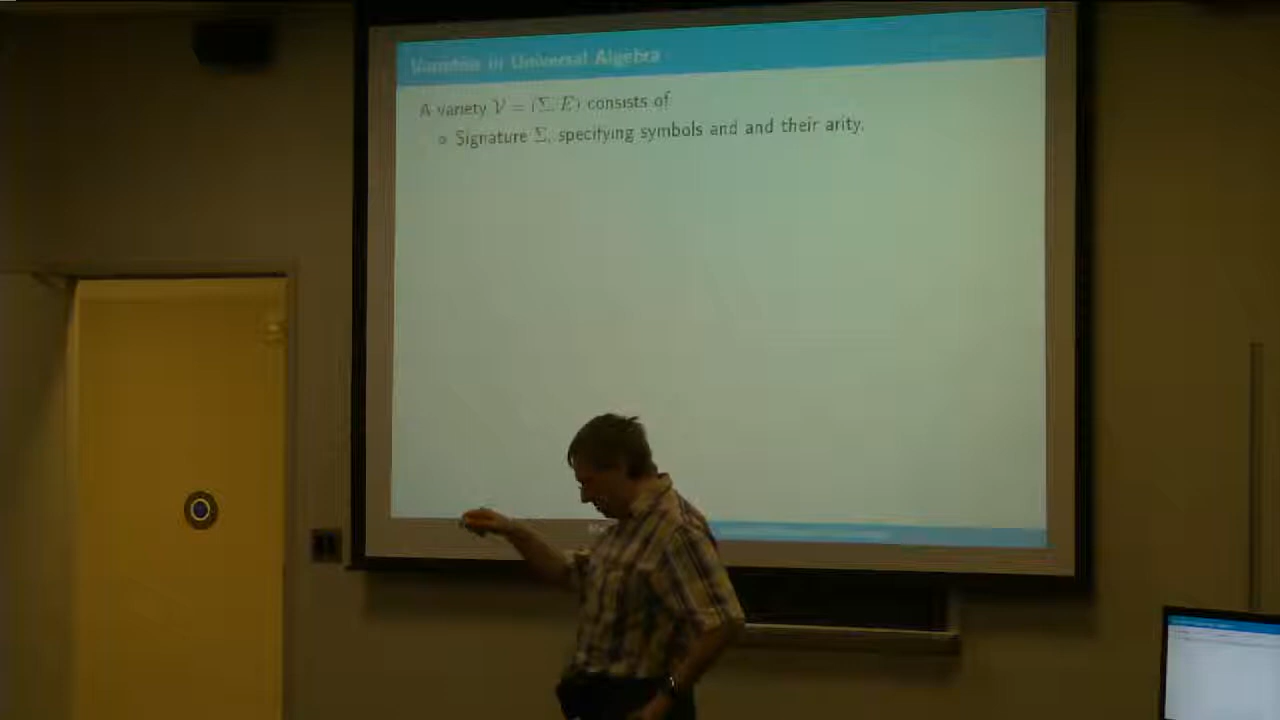 Varieties in Universal Algebra
A variety 𝒱 = (Σ, E) consists of
Signature Σ, specifying symbols and and their arity.